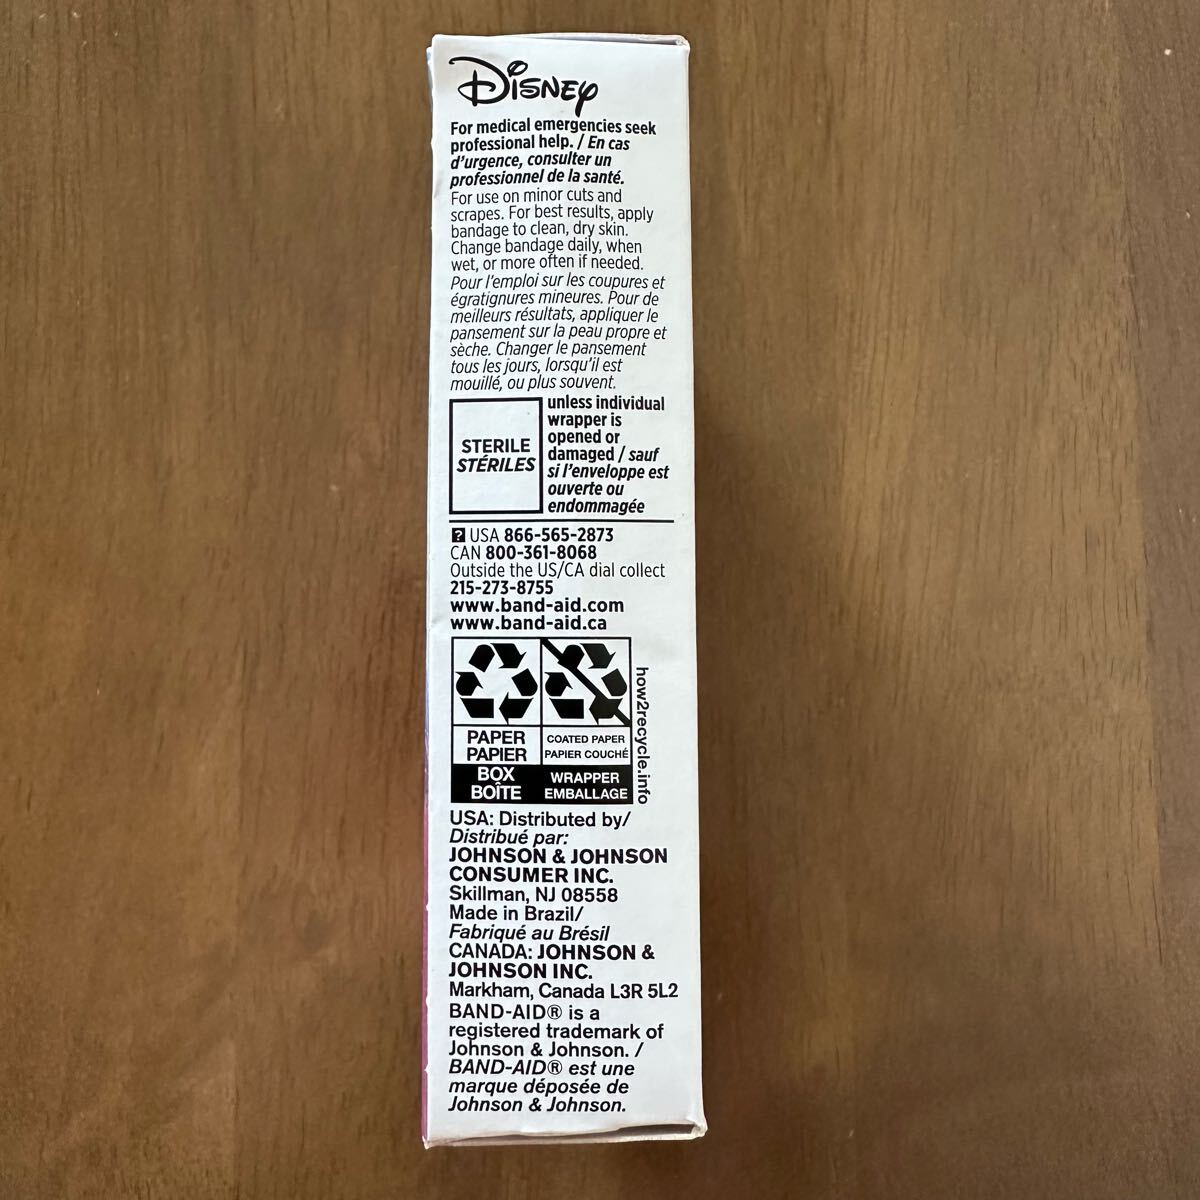 Disney
For medical emergencies seek
professional help. / En cas
d'urgence, consulter un
professionnel de la santé.
For use on minor cuts and
scrapes. For best results, apply
bandage to clean, dry skin.
Change bandage daily, when
wet, or more often if needed.
Pour l'emploi sur les coupures et
égratignures mineures. Pour de
meilleurs résultats, appliquer le
pansement sur la peau propre et
sèche. Changer le pansement
tous les jours, lorsqu'il est
mouillé, ou plus souvent.
STERILE
STÉRILES
unless individual
wrapper is
opened or
damaged / sauf
si l'enveloppe est
ouverte ou
endommagée
? USA 866-565-2873
CAN 800-361-8068
Outside the US/CA dial collect
215-273-8755
www.band-aid.com
www.band-aid.ca
PAPER
PAPIER
BOX
BOÎTE
COATED PAPER
PAPIER COUCHÉ
WRAPPER
EMBALLAGE
how2recycle.info
USA: Distributed by/
Distribué par:
JOHNSON & JOHNSON
CONSUMER INC.
Skillman, NJ 08558
Made in Brazil/
Fabriqué au Brésil
CANADA: JOHNSON &
JOHNSON INC.
Markham, Canada L3R 5L2
BAND-AID® is a
registered trademark of
Johnson & Johnson. /
BAND-AID® est une
marque déposée de
Johnson & Johnson.